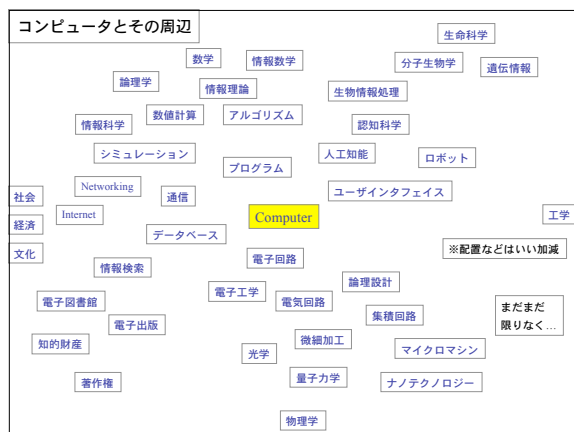 コンピュータとその周辺
生命科学
数学
情報数学
分子生物学
遺伝情報
論理学
情報理論
生物情報処理
数値計算
アルゴリズム
情報科学
認知科学
シミュレーション
人工知能
ロボット
プログラム
Networking
通信
ユーザインタフェイス
社会
Internet
Computer
工学
経済
データベース
文化
※配置などはいい加減
電子回路
情報検索
論理設計
電子工学
電子図書館
電気回路
まだまだ
限りなく…
集積回路
電子出版
知的財産
微細加工
マイクロマシン
光学
著作権
量子力学
ナノテクノロジー
物理学